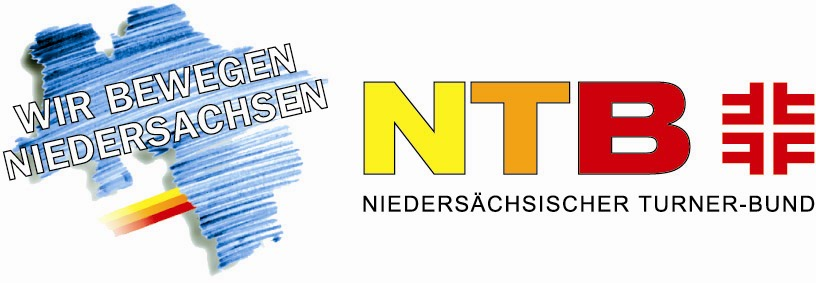 WIR BEWEGEN
NIEDERSACHSEN
NTB
NIEDERSÄCHSISCHER TURNER-BUND